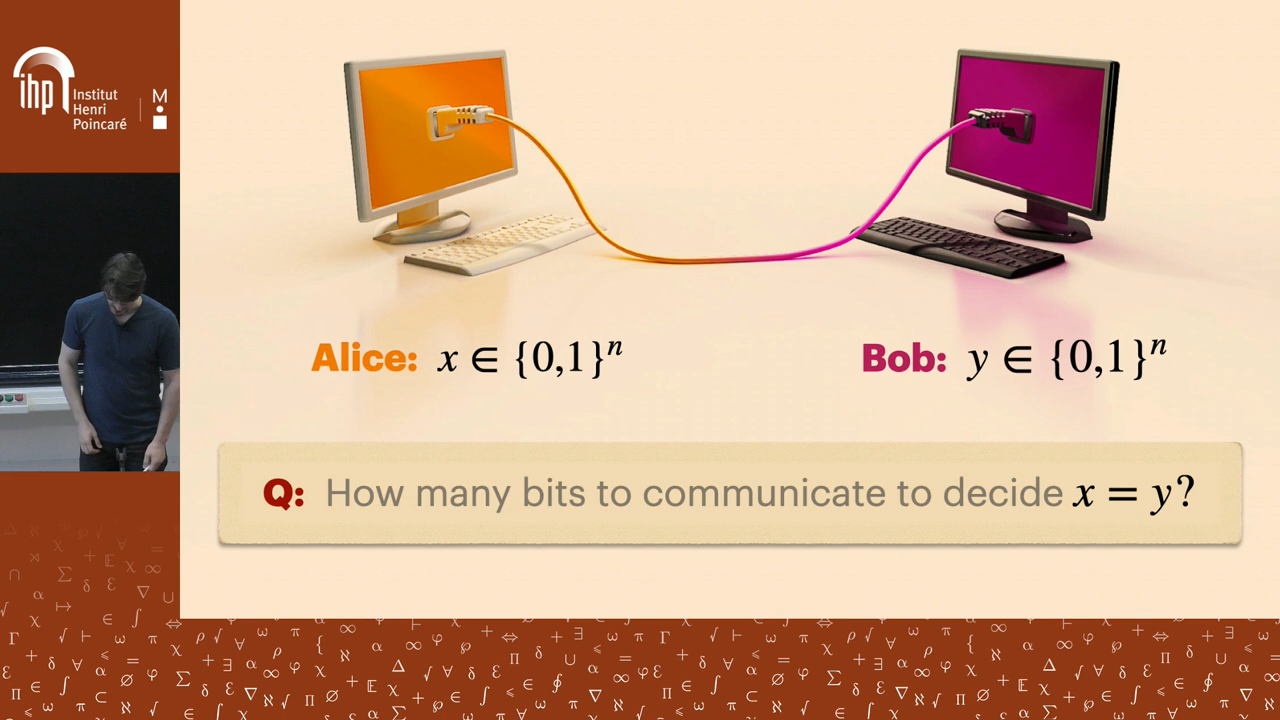 ihp
Institut
Henri
Poincaré
M
Alice: x ∈ {0,1}ⁿ
Bob: y ∈ {0,1}ⁿ
Q: How many bits to communicate to decide x = y?